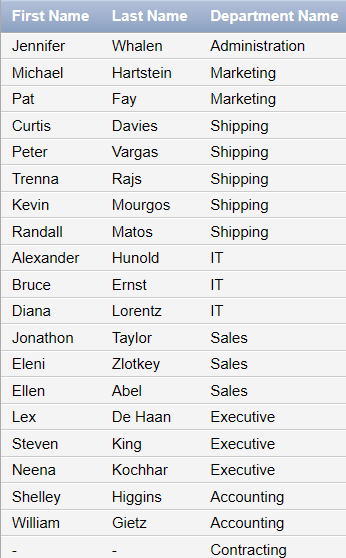 First Name Last Name Department Name
Jennifer Whalen Administration
Michael Hartstein Marketing
Pat Fay Marketing
Curtis Davies Shipping
Peter Vargas Shipping
Trenna Rajs Shipping
Kevin Mourgos Shipping
Randall Matos Shipping
Alexander Hunold IT
Bruce Ernst IT
Diana Lorentz IT
Jonathon Taylor Sales
Eleni Zlotkey Sales
Ellen Abel Sales
Lex De Haan Executive
Steven King Executive
Neena Kochhar Executive
Shelley Higgins Accounting
William Gietz Accounting
- - Contracting